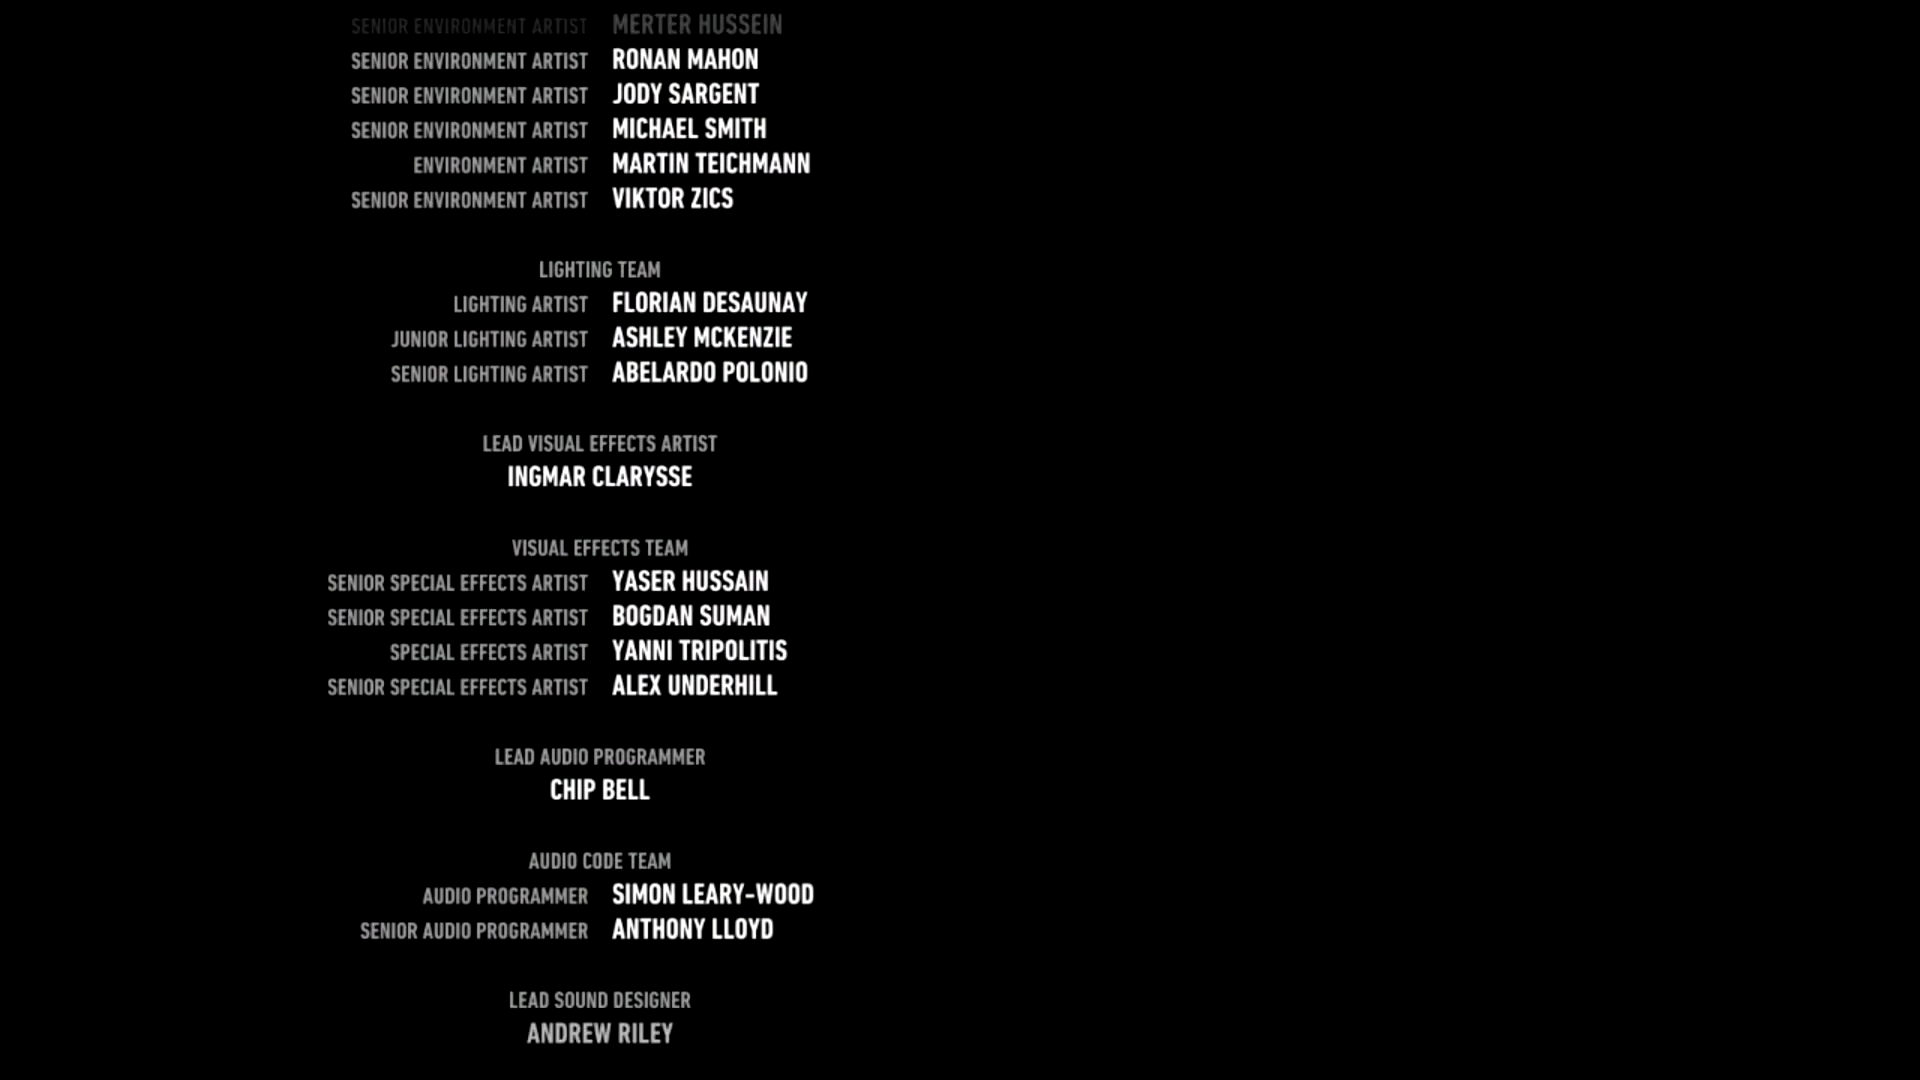 SENIOR ENVIRONMENT ARTIST MERTER HUSSEIN
SENIOR ENVIRONMENT ARTIST RONAN MAHON
SENIOR ENVIRONMENT ARTIST JODY SARGENT
SENIOR ENVIRONMENT ARTIST MICHAEL SMITH
ENVIRONMENT ARTIST MARTIN TEICHMANN
SENIOR ENVIRONMENT ARTIST VIKTOR ZICS
LIGHTING TEAM
LIGHTING ARTIST FLORIAN DESAUNAY
JUNIOR LIGHTING ARTIST ASHLEY MCKENZIE
SENIOR LIGHTING ARTIST ABELARDO POLONIO
LEAD VISUAL EFFECTS ARTIST
INGMAR CLARYSSE
VISUAL EFFECTS TEAM
SENIOR SPECIAL EFFECTS ARTIST YASER HUSSAIN
SENIOR SPECIAL EFFECTS ARTIST BOGDAN SUMAN
SPECIAL EFFECTS ARTIST YANNI TRIPOLITIS
SENIOR SPECIAL EFFECTS ARTIST ALEX UNDERHILL
LEAD AUDIO PROGRAMMER
CHIP BELL
AUDIO CODE TEAM
AUDIO PROGRAMMER SIMON LEARY-WOOD
SENIOR AUDIO PROGRAMMER ANTHONY LLOYD
LEAD SOUND DESIGNER
ANDREW RILEY